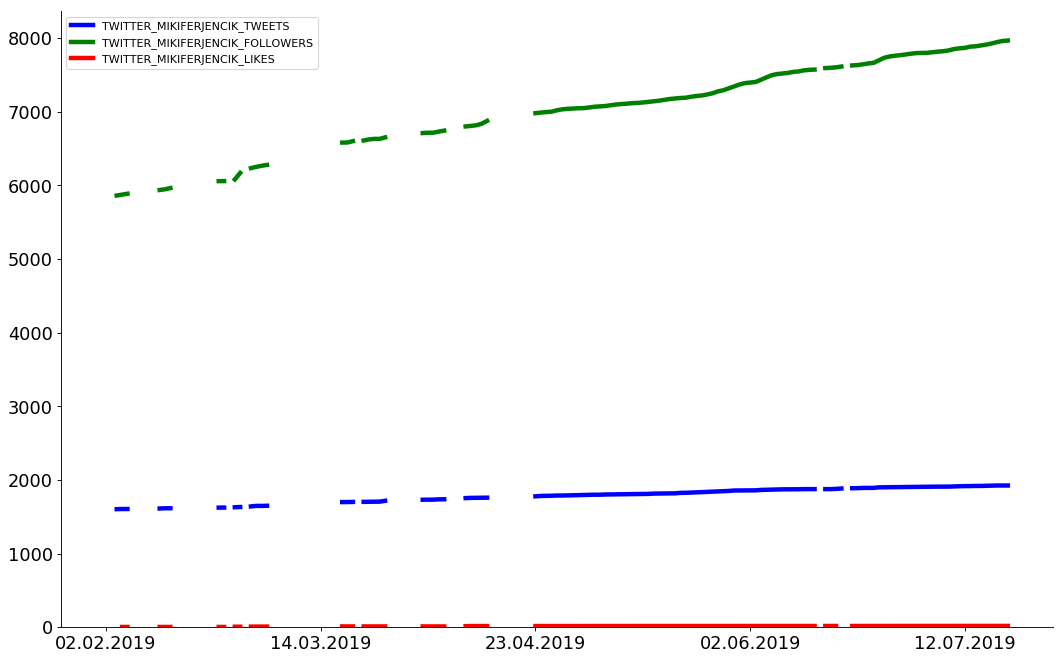 TWITTER_MIKIFERJENCIK_TWEETS
TWITTER_MIKIFERJENCIK_FOLLOWERS
TWITTER_MIKIFERJENCIK_LIKES
8000
7000
6000
5000
4000
3000
2000
1000
0
02.02.2019 14.03.2019 23.04.2019 02.06.2019 12.07.2019